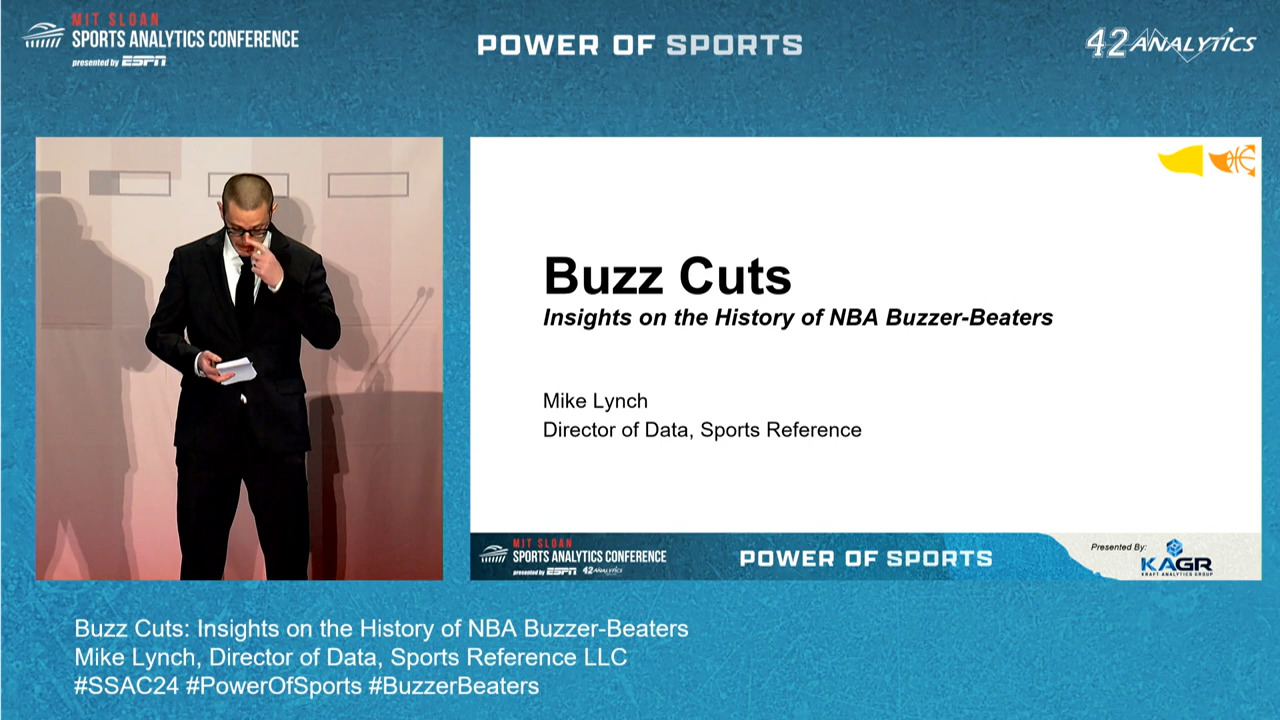 MIT SLOAN
SPORTS ANALYTICS CONFERENCE
presented by ESPN
POWER OF SPORTS
42 ANALYTICS
Buzz Cuts
Insights on the History of NBA Buzzer-Beaters
Mike Lynch
Director of Data, Sports Reference
MIT SLOAN
SPORTS ANALYTICS CONFERENCE
presented by ESPN 42 ANALYTICS
POWER OF SPORTS
Presented By:
KAGR
KRAFT ANALYTICS GROUP
Buzz Cuts: Insights on the History of NBA Buzzer-Beaters
Mike Lynch, Director of Data, Sports Reference LLC
#SSAC24 #PowerOfSports #BuzzerBeaters